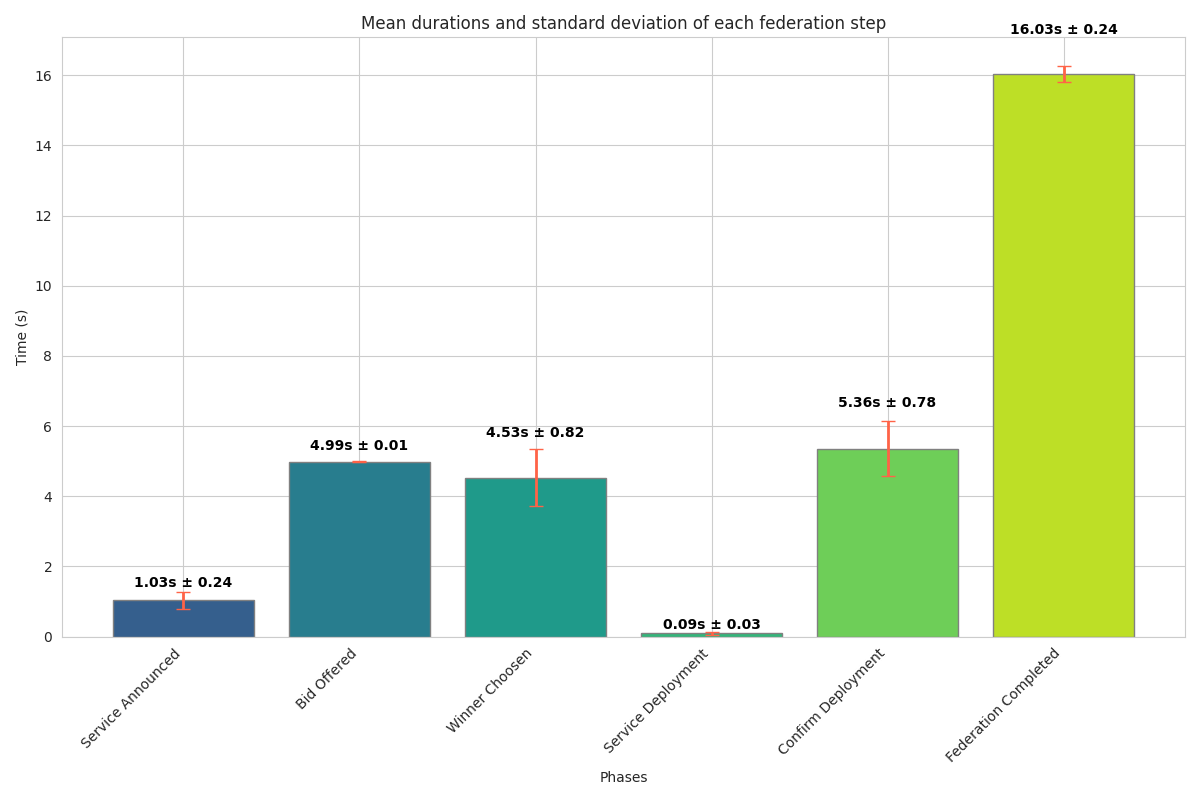 Mean durations and standard deviation of each federation step
16.03s ± 0.24
5.36s ± 0.78
4.53s ± 0.82
4.99s ± 0.01
1.03s ± 0.24
0.09s ± 0.03
16
14
12
10
8
6
4
2
0
Time (s)
Service Announced
Bid Offered
Winner Choosen
Service Deployment
Confirm Deployment
Federation Completed
Phases